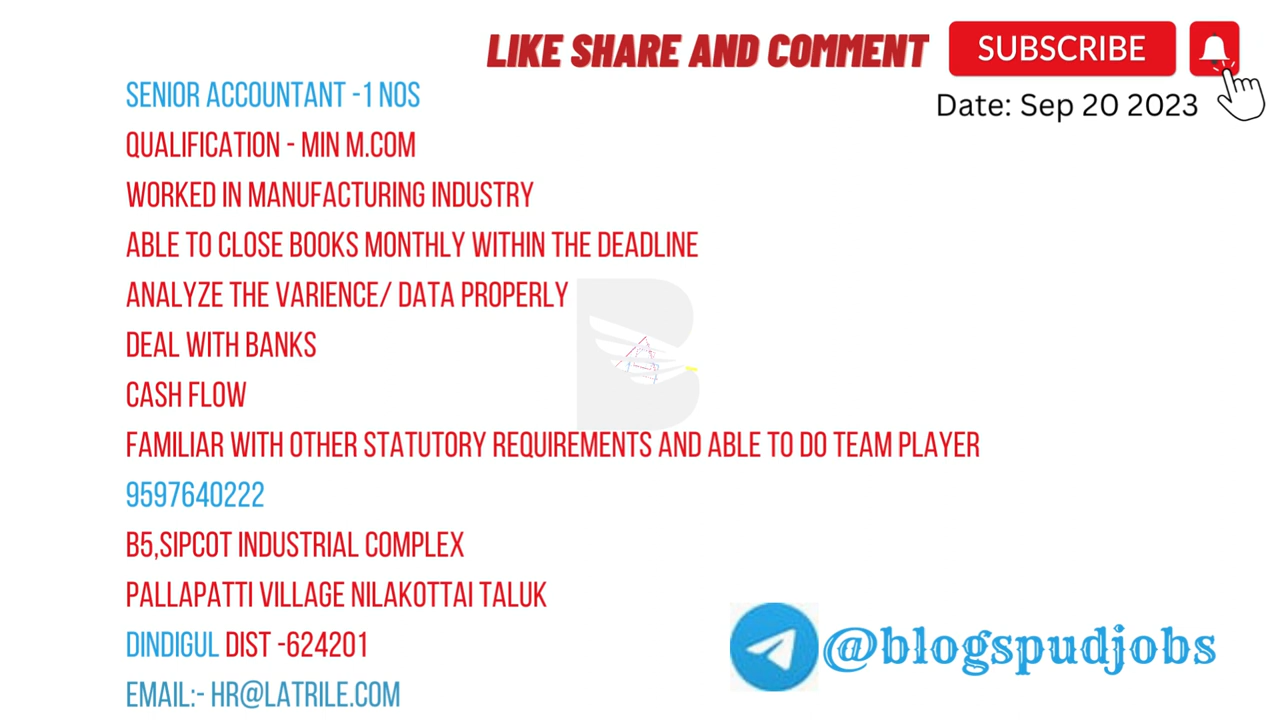 LIKE SHARE AND COMMENT
SUBSCRIBE
Date: Sep 20 2023
SENIOR ACCOUNTANT -1 NOS
QUALIFICATION - MIN M.COM
WORKED IN MANUFACTURING INDUSTRY
ABLE TO CLOSE BOOKS MONTHLY WITHIN THE DEADLINE
ANALYZE THE VARIENCE/ DATA PROPERLY
DEAL WITH BANKS
CASH FLOW
FAMILIAR WITH OTHER STATUTORY REQUIREMENTS AND ABLE TO DO TEAM PLAYER
9597640222
B5,SIPCOT INDUSTRIAL COMPLEX
PALLAPATTI VILLAGE NILAKOTTAI TALUK
DINDIGUL DIST -624201
EMAIL:- HR@LATRILE.COM
@blogspudjobs